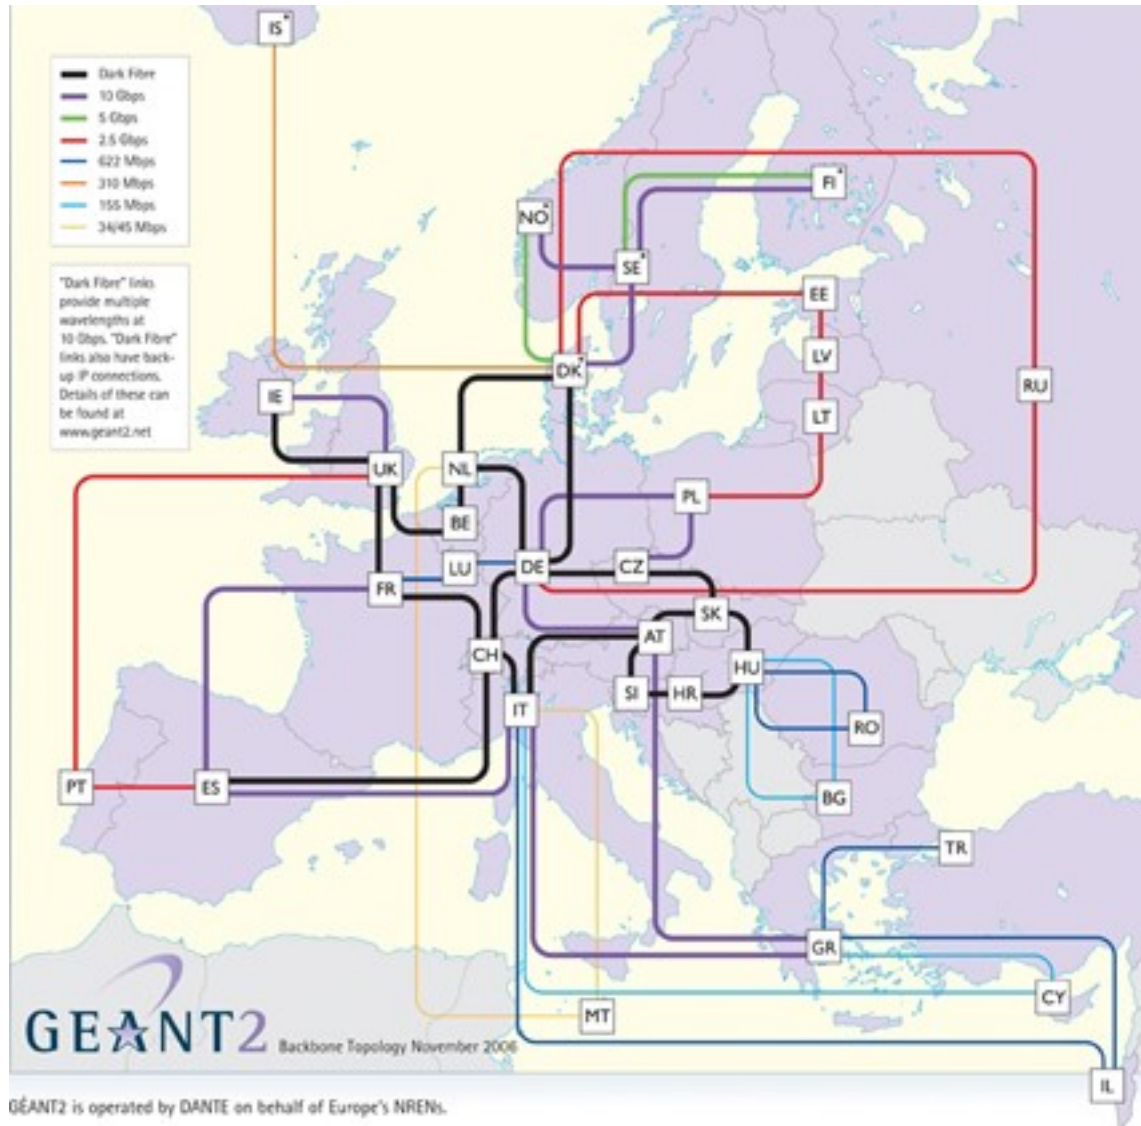 IS*
Dark Fibre
10 Gbps
5 Gbps
2.5 Gbps
622 Mbps
310 Mbps
155 Mbps
34/45 Mbps
"Dark Fibre" links
provide multiple
wavelengths at
10 Gbps. "Dark Fibre"
links also have back-
up IP connections.
Details of these can
be found at
www.geant2.net
FI*
NO*
SE*
EE
LV
DK*
RU
IE
LT
UK
NL
PL
BE
LU
DE
CZ
FR
SK
AT
CH
HU
SI
HR
IT
RO
PT
ES
BG
TR
GR
CY
MT
GEANT2
Backbone Topology November 2006
IL
GÉANT2 is operated by DANTE on behalf of Europe's NRENs.